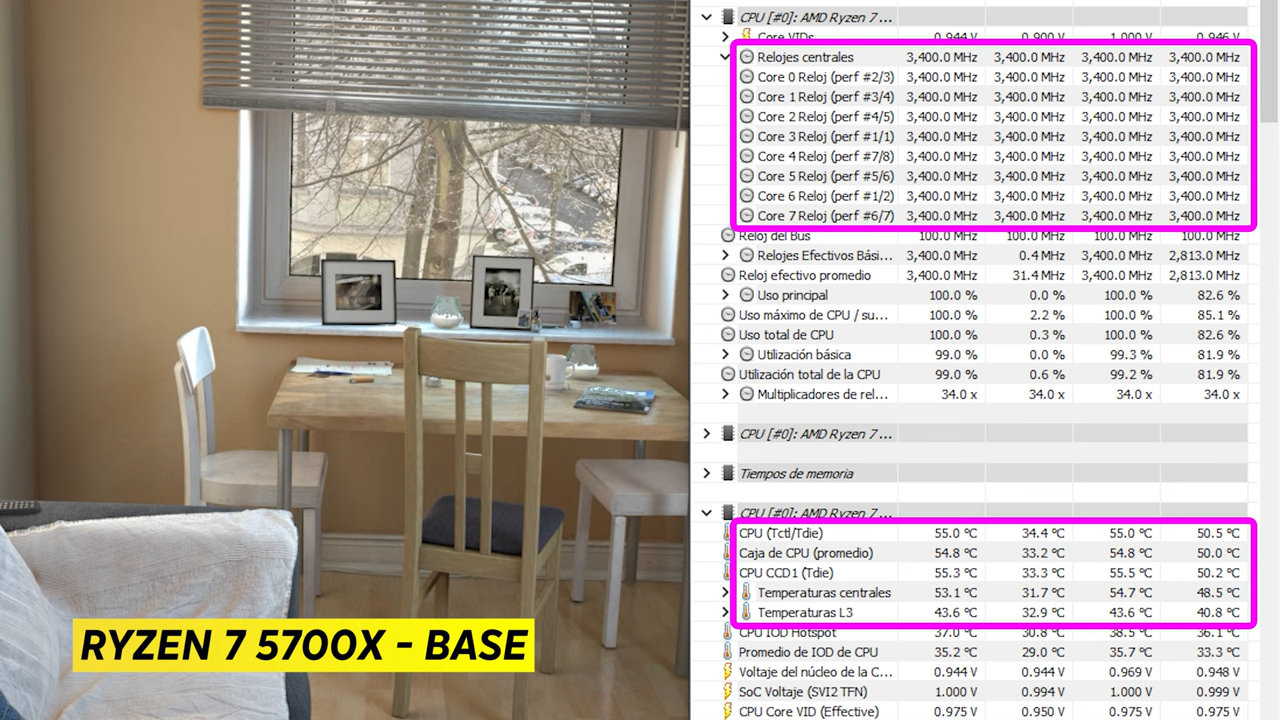 CPU [#0]: AMD Ryzen 7 ...
Core VIDs 0.944 V 0.900 V 1.000 V 0.946 V
Relojes centrales 3,400.0 MHz 3,400.0 MHz 3,400.0 MHz 3,400.0 MHz
Core 0 Reloj (perf #2/3) 3,400.0 MHz 3,400.0 MHz 3,400.0 MHz 3,400.0 MHz
Core 1 Reloj (perf #3/4) 3,400.0 MHz 3,400.0 MHz 3,400.0 MHz 3,400.0 MHz
Core 2 Reloj (perf #4/5) 3,400.0 MHz 3,400.0 MHz 3,400.0 MHz 3,400.0 MHz
Core 3 Reloj (perf #1/1) 3,400.0 MHz 3,400.0 MHz 3,400.0 MHz 3,400.0 MHz
Core 4 Reloj (perf #7/8) 3,400.0 MHz 3,400.0 MHz 3,400.0 MHz 3,400.0 MHz
Core 5 Reloj (perf #5/6) 3,400.0 MHz 3,400.0 MHz 3,400.0 MHz 3,400.0 MHz
Core 6 Reloj (perf #1/2) 3,400.0 MHz 3,400.0 MHz 3,400.0 MHz 3,400.0 MHz
Core 7 Reloj (perf #6/7) 3,400.0 MHz 3,400.0 MHz 3,400.0 MHz 3,400.0 MHz
Reloj del Bus 100.0 MHz 100.0 MHz 100.0 MHz 100.0 MHz
Relojes Efectivos Bási... 3,400.0 MHz 0.4 MHz 3,400.0 MHz 2,813.0 MHz
Reloj efectivo promedio 3,400.0 MHz 31.4 MHz 3,400.0 MHz 2,813.0 MHz
Uso principal 100.0 % 0.0 % 100.0 % 82.6 %
Uso máximo de CPU / su... 100.0 % 2.2 % 100.0 % 85.1 %
Uso total de CPU 100.0 % 0.3 % 100.0 % 82.6 %
Utilización básica 99.0 % 0.0 % 99.3 % 81.9 %
Utilización total de la CPU 99.0 % 0.6 % 99.2 % 81.9 %
Multiplicadores de rel... 34.0 x 34.0 x 34.0 x 34.0 x
CPU [#0]: AMD Ryzen 7 ...
Tiempos de memoria
CPU [#0]: AMD Ryzen 7 ...
CPU (Tctl/Tdie) 55.0 °C 34.4 °C 55.0 °C 50.5 °C
Caja de CPU (promedio) 54.8 °C 33.2 °C 54.8 °C 50.0 °C
CPU CCD1 (Tdie) 55.3 °C 33.3 °C 55.5 °C 50.2 °C
Temperaturas centrales 53.1 °C 31.7 °C 54.7 °C 48.5 °C
Temperaturas L3 43.6 °C 32.9 °C 43.6 °C 40.8 °C
CPU IOD Hotspot 37.0 °C 30.8 °C 38.5 °C 36.1 °C
Promedio de IOD de CPU 35.2 °C 29.0 °C 35.7 °C 33.3 °C
Voltaje del núcleo de la C... 0.944 V 0.944 V 0.969 V 0.948 V
SoC Voltaje (SVI2 TFN) 1.000 V 0.994 V 1.000 V 0.999 V
CPU Core VID (Effective) 0.975 V 0.950 V 0.975 V 0.975 V
RYZEN 7 5700X - BASE